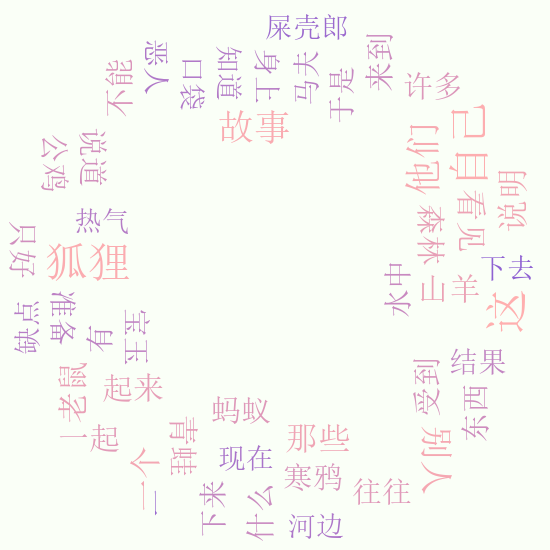 屎壳郎
恶人
口袋
知道
上身
马夫
于是
来到
不能
许多
故事
他们
自己
公鸡
说道
森林
看见
说明
热气
只好
狐狸
水中
山羊
下去
这
缺点
准备
有
宝玉
老鼠
起来
受到
结果
东西
一起
一个
青蛙
蚂蚁
那些
别人
现在
寒鸦
往往
下来
什么
河边